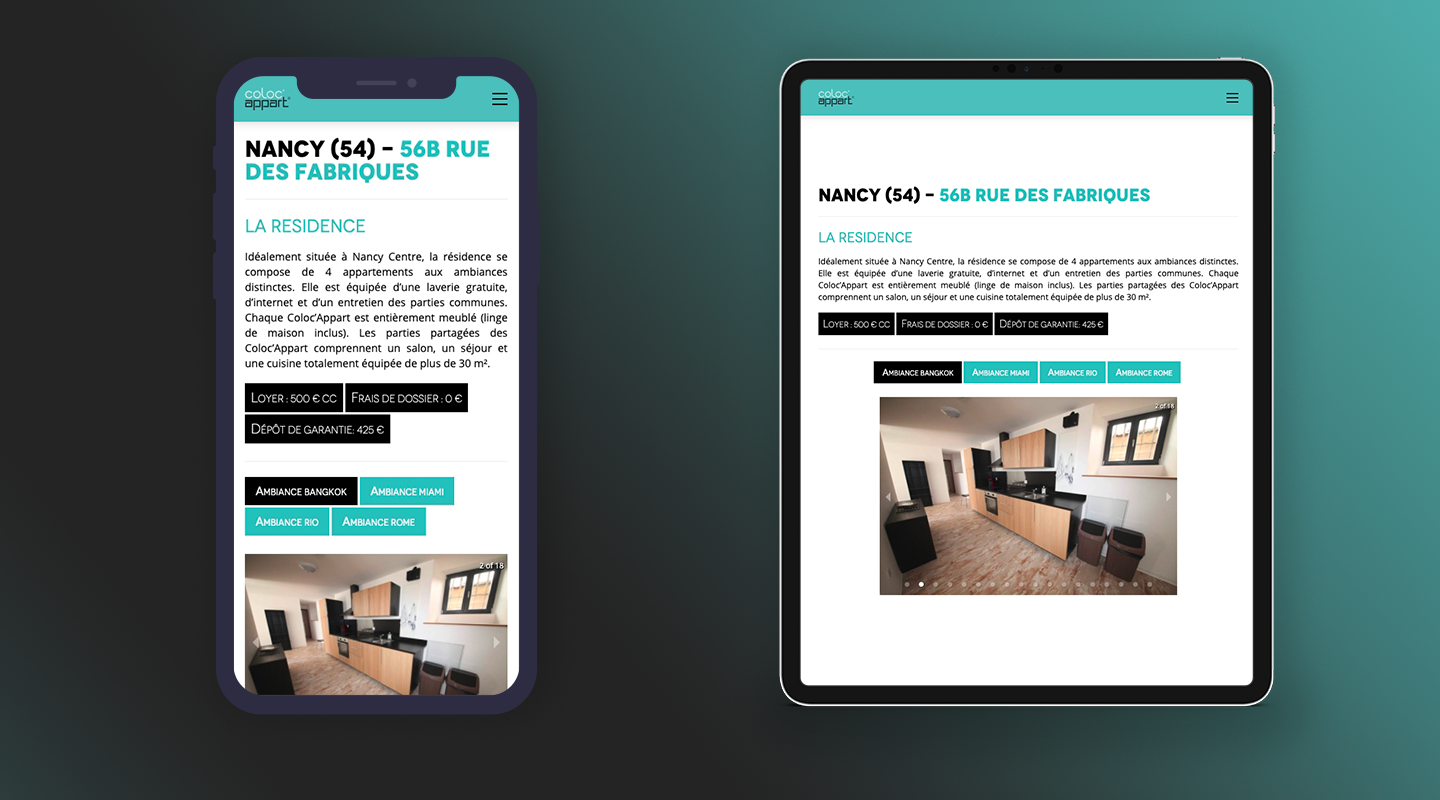 coloc'
appart'
NANCY (54) – 56B RUE
DES FABRIQUES
LA RESIDENCE
Idéalement située à Nancy Centre, la résidence se
compose de 4 appartements aux ambiances
distinctes. Elle est équipée d'une laverie gratuite,
d'internet et d'un entretien des parties communes.
Chaque Coloc'Appart est entièrement meublé (linge
de maison inclus). Les parties partagées des
Coloc'Appart comprennent un salon, un séjour et
une cuisine totalement équipée de plus de 30 m².
Loyer : 500 € CC
Frais de dossier : 0 €
Dépôt de garantie: 425 €
Ambiance bangkok
Ambiance miami
Ambiance rio
Ambiance rome
2 of 18
coloc'
appart'
NANCY (54) – 56B RUE DES FABRIQUES
LA RESIDENCE
Idéalement située à Nancy Centre, la résidence se compose de 4 appartements aux ambiances distinctes.
Elle est équipée d'une laverie gratuite, d'internet et d'un entretien des parties communes. Chaque
Coloc'Appart est entièrement meublé (linge de maison inclus). Les parties partagées des Coloc'Appart
comprennent un salon, un séjour et une cuisine totalement équipée de plus de 30 m².
Loyer : 500 € CC
Frais de dossier : 0 €
Dépôt de garantie: 425 €
Ambiance bangkok
Ambiance miami
Ambiance rio
Ambiance rome
2 of 18